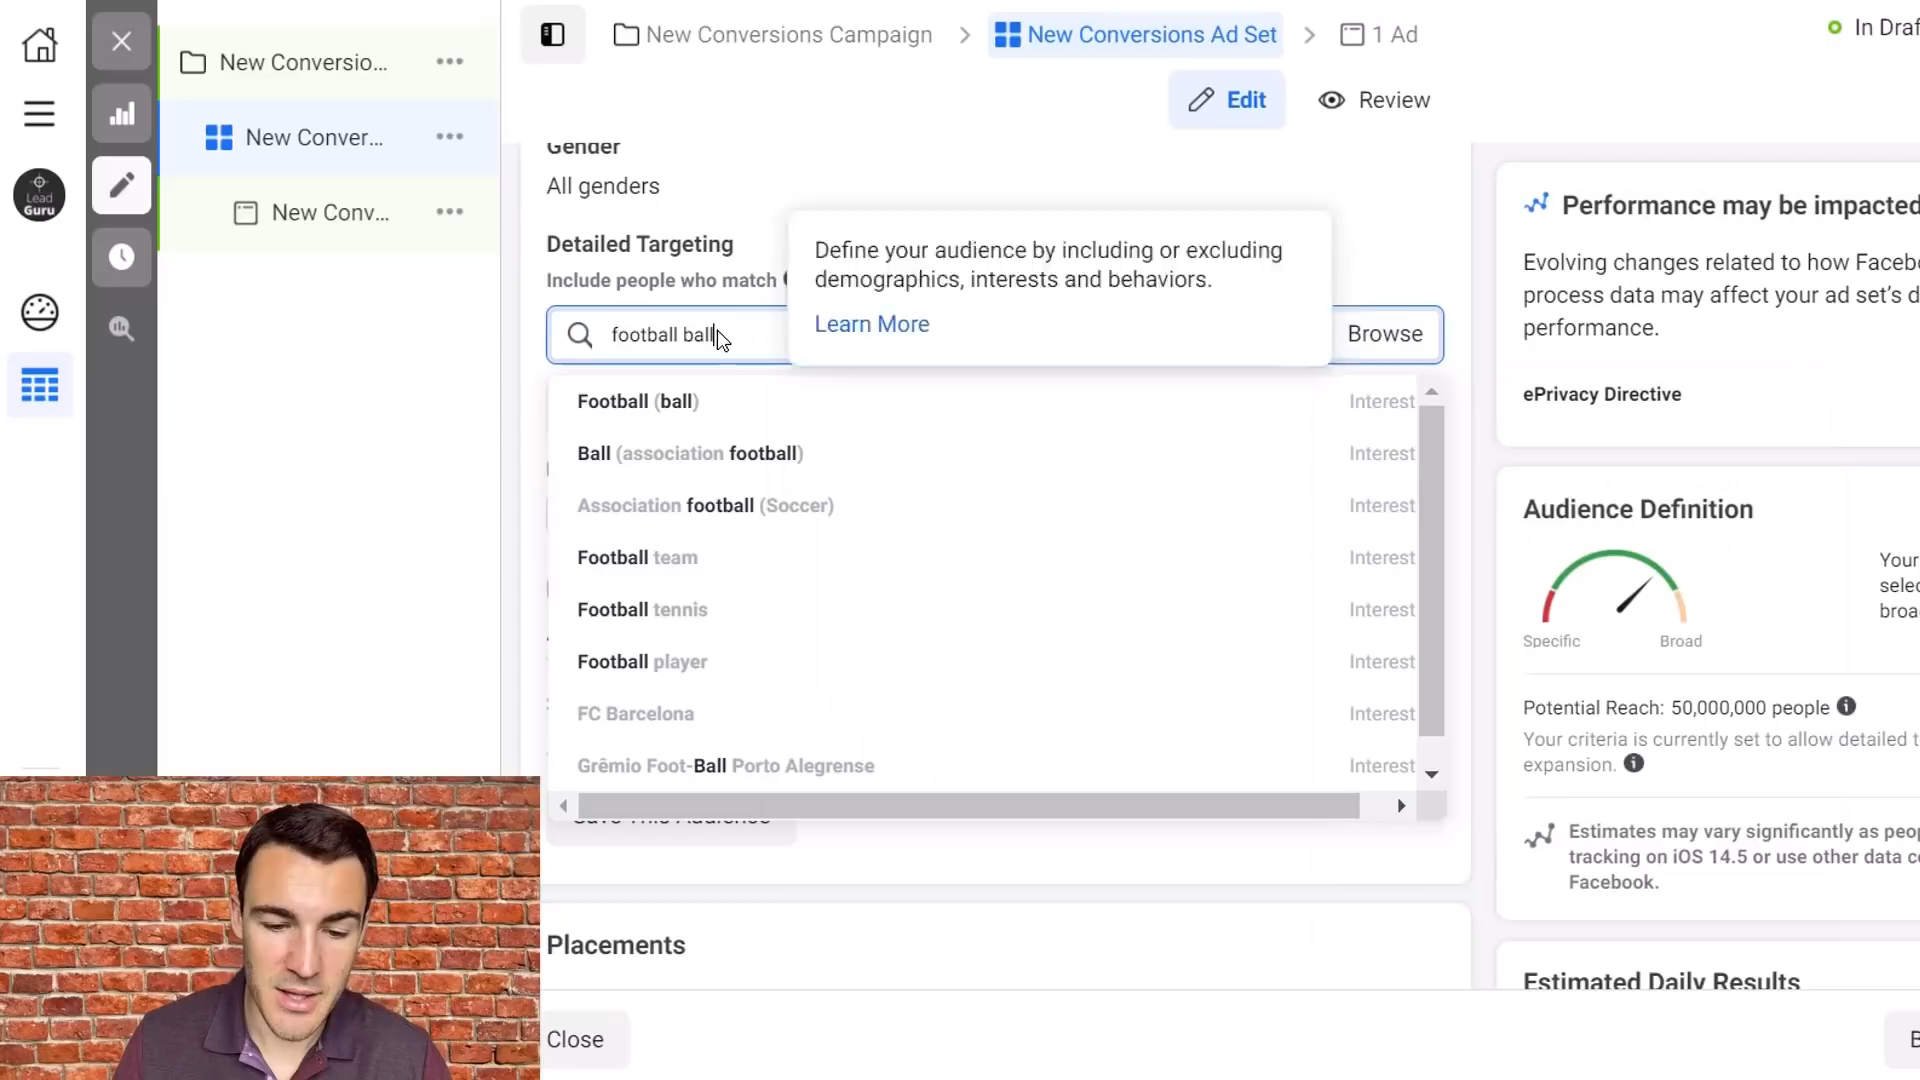 New Conversions Campaign
New Conversions Ad Set
1 Ad
In Draf
Edit
Review
New Conversio...
New Conver...
New Conv...
Lead
Guru
Gender
All genders
Detailed Targeting
Include people who match
Define your audience by including or excluding
demographics, interests and behaviors.
Learn More
football ball
Browse
Football (ball) Interest
Ball (association football) Interest
Association football (Soccer) Interest
Football team Interest
Football tennis Interest
Football player Interest
FC Barcelona Interest
Grêmio Foot-Ball Porto Alegrense Interest
Save This Audience
Placements
Close
Performance may be impacted
Evolving changes related to how Facebo
process data may affect your ad set's d
performance.
ePrivacy Directive
Audience Definition
Your
selec
broa
Specific
Broad
Potential Reach: 50,000,000 people
Your criteria is currently set to allow detailed t
expansion.
Estimates may vary significantly as peop
tracking on iOS 14.5 or use other data c
Facebook.
Estimated Daily Results